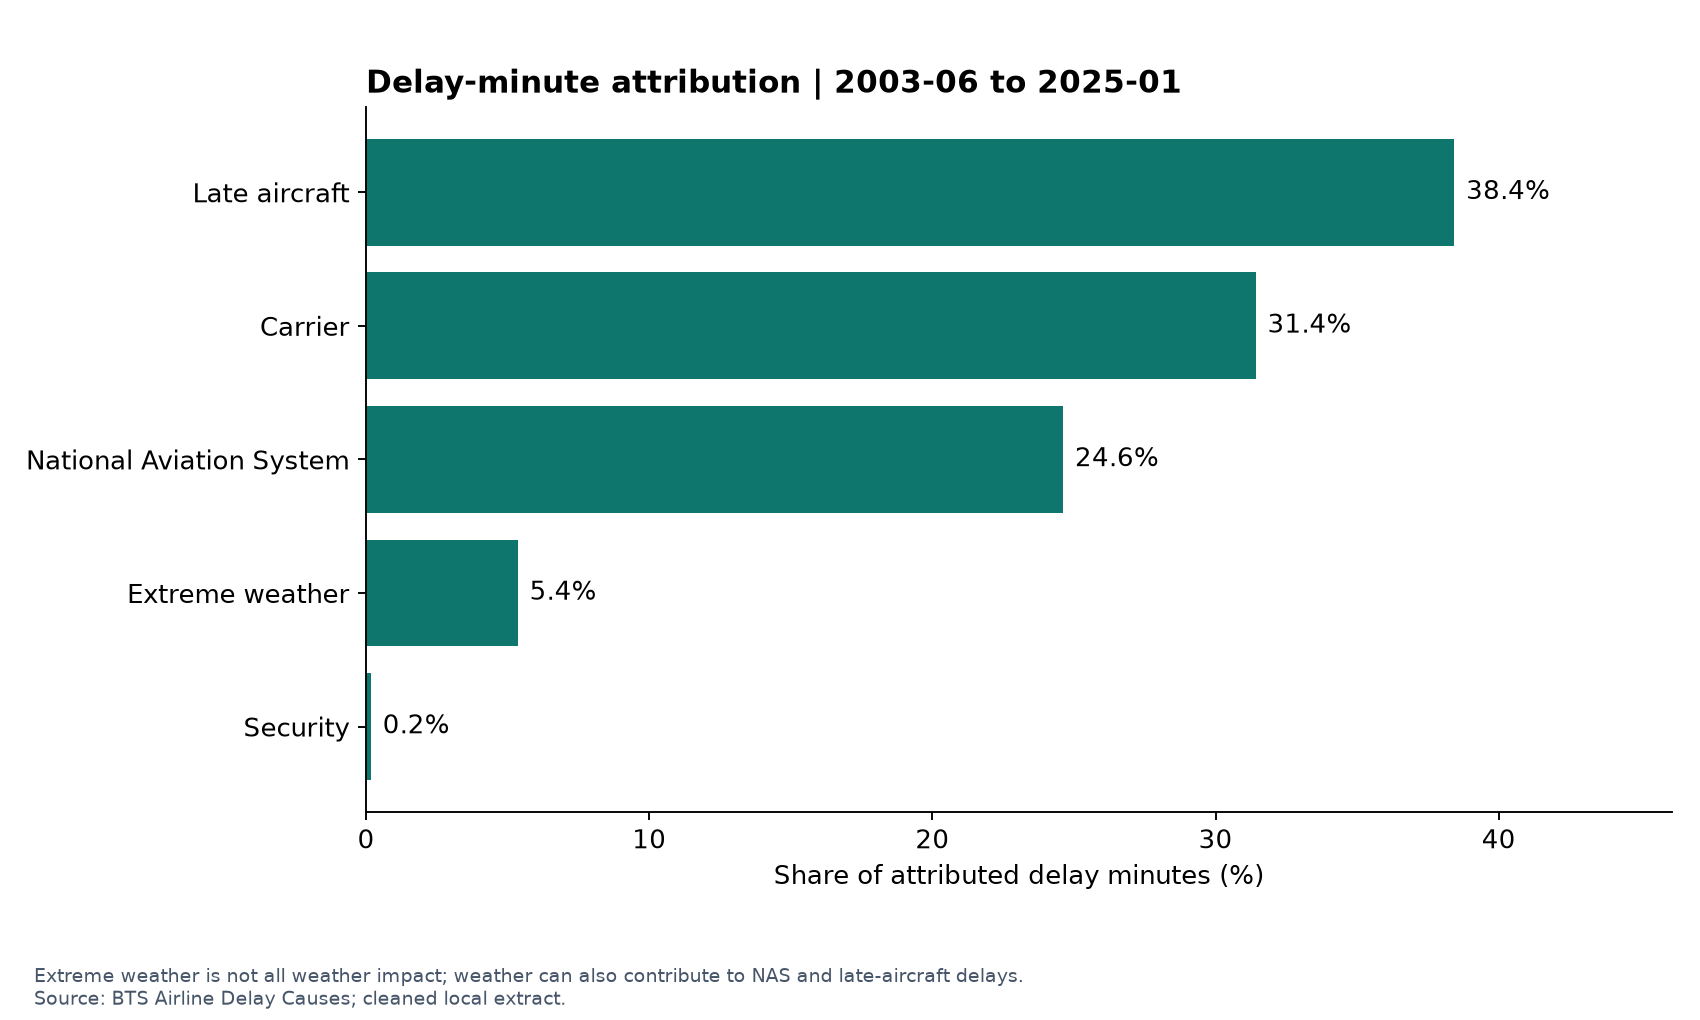 Delay-minute attribution | 2003-06 to 2025-01
Late aircraft
38.4%
Carrier
31.4%
National Aviation System
24.6%
Extreme weather
5.4%
Security
0.2%
0 10 20 30 40
Share of attributed delay minutes (%)
Extreme weather is not all weather impact; weather can also contribute to NAS and late-aircraft delays.
Source: BTS Airline Delay Causes; cleaned local extract.